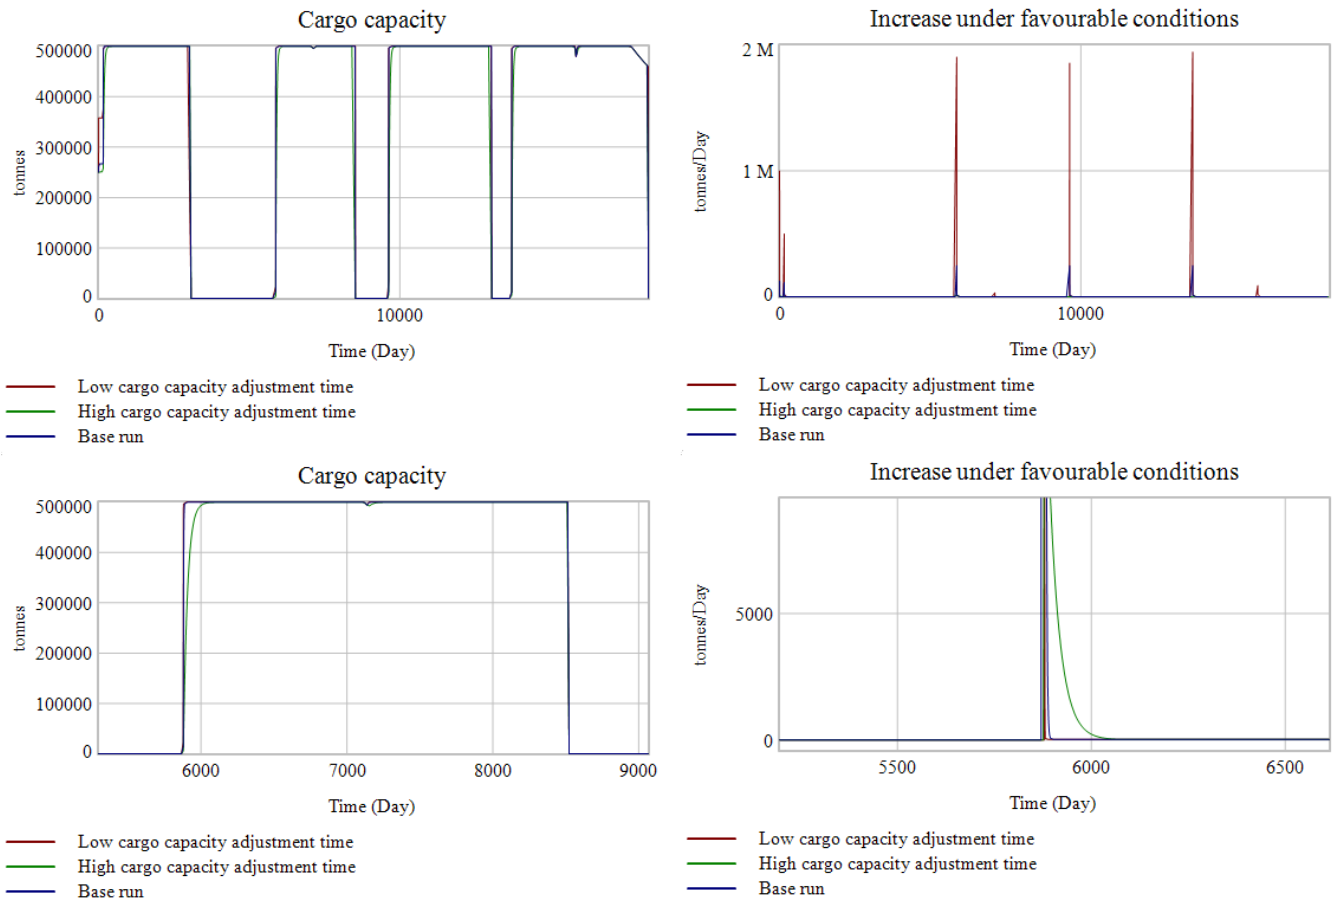 Cargo capacity
500000
400000
300000
200000
100000
0
tonnes
0
10000
Time (Day)
Low cargo capacity adjustment time
High cargo capacity adjustment time
Base run
Increase under favourable conditions
2 M
1 M
0
tonnes/Day
0
10000
Time (Day)
Low cargo capacity adjustment time
High cargo capacity adjustment time
Base run
Cargo capacity
500000
400000
300000
200000
100000
0
tonnes
6000
7000
8000
9000
Time (Day)
Low cargo capacity adjustment time
High cargo capacity adjustment time
Base run
Increase under favourable conditions
5000
0
tonnes/Day
5500
6000
6500
Time (Day)
Low cargo capacity adjustment time
High cargo capacity adjustment time
Base run